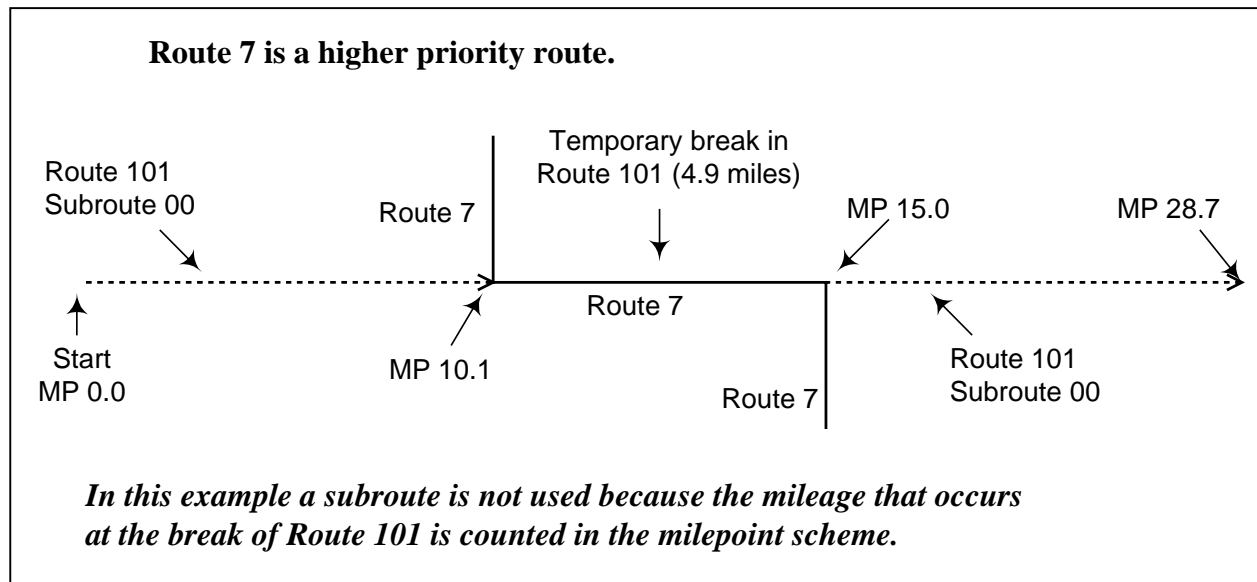 Route 7 is a higher priority route.
Temporary break in
Route 101 (4.9 miles)
Route 101
Subroute 00
Route 7
MP 15.0
MP 28.7
Route 7
Start
MP 0.0
MP 10.1
Route 101
Subroute 00
Route 7
In this example a subroute is not used because the mileage that occurs
at the break of Route 101 is counted in the milepoint scheme.